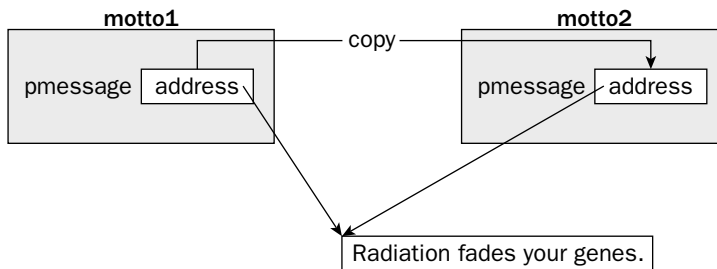 motto1
motto2
copy
pmessage address
pmessage address
Radiation fades your genes.